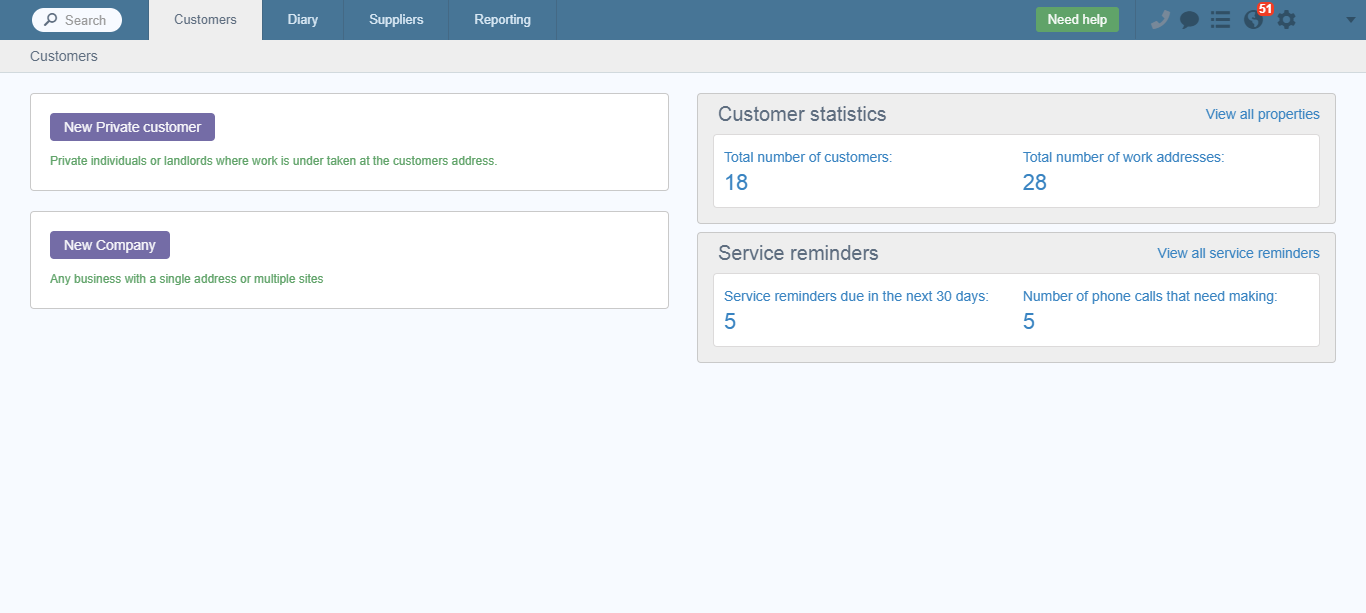 Search
Customers
Diary
Suppliers
Reporting
Need help
51
Customers
New Private customer
Private individuals or landlords where work is under taken at the customers address.
New Company
Any business with a single address or multiple sites
Customer statistics
View all properties
Total number of customers:
18
Total number of work addresses:
28
Service reminders
View all service reminders
Service reminders due in the next 30 days:
5
Number of phone calls that need making:
5